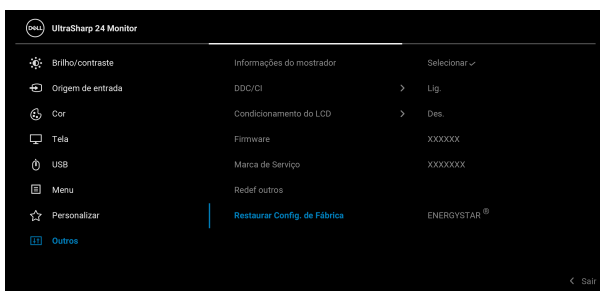 DELL UltraSharp 24 Monitor
Brilho/contraste Informações do mostrador Selecionar
Origem de entrada DDC/CI Lig.
Cor Condicionamento do LCD Des.
Tela Firmware XXXXXX
USB Marca de Serviço XXXXXXX
Menu Redef outros
Personalizar Restaurar Config. de Fábrica ENERGYSTAR ®
Outros
Sair